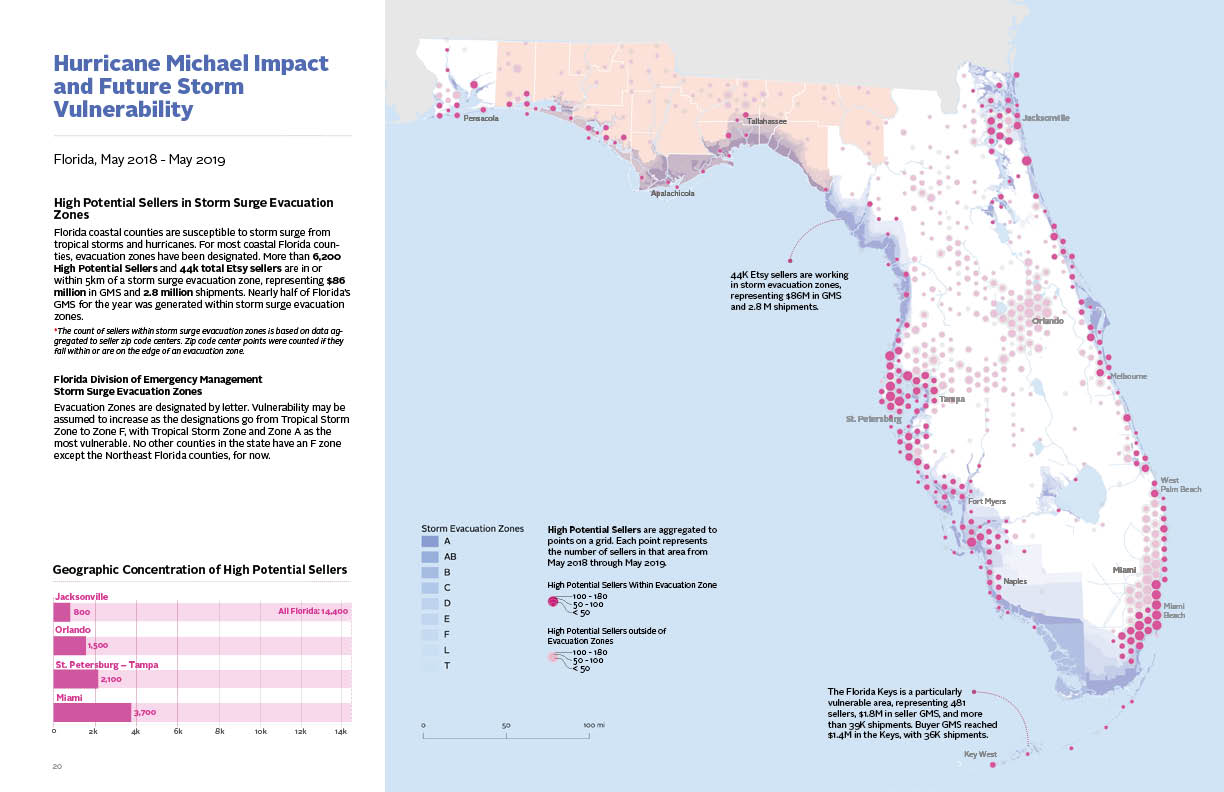 Hurricane Michael Impact
and Future Storm
Vulnerability
Florida, May 2018 - May 2019
High Potential Sellers in Storm Surge Evacuation
Zones
Florida coastal counties are susceptible to storm surge from
tropical storms and hurricanes. For most coastal Florida coun-
ties, evacuation zones have been designated. More than 6,200
High Potential Sellers and 44k total Etsy sellers are in or
within 5km of a storm surge evacuation zone, representing $86
million in GMS and 2.8 million shipments. Nearly half of Florida's
GMS for the year was generated within storm surge evacuation
zones.
*The count of sellers within storm surge evacuation zones is based on data ag-
gregated to seller zip code centers. Zip code center points were counted if they
fall within or are on the edge of an evacuation zone.
Florida Division of Emergency Management
Storm Surge Evacuation Zones
Evacuation Zones are designated by letter. Vulnerability may be
assumed to increase as the designations go from Tropical Storm
Zone to Zone F, with Tropical Storm Zone and Zone A as the
most vulnerable. No other counties in the state have an F zone
except the Northeast Florida counties, for now.
Geographic Concentration of High Potential Sellers
Jacksonville
800
All Florida: 14,400
Orlando
1,500
St. Petersburg – Tampa
2,100
Miami
3,700
0 2k 4k 6k 8k 10k 12k 14k
20
Pensacola
Tallahassee
Apalachicola
Jacksonville
44K Etsy sellers are working
in storm evacuation zones,
representing $86M in GMS
and 2.8 M shipments.
Orlando
Melbourne
Tampa
St. Petersburg
West
Palm Beach
Fort Myers
Miami
Naples
Miami
Beach
Storm Evacuation Zones
A
AB
B
C
D
E
F
L
T
High Potential Sellers are aggregated to
points on a grid. Each point represents
the number of sellers in that area from
May 2018 through May 2019.
High Potential Sellers Within Evacuation Zone
100 - 180
50 - 100
< 50
High Potential Sellers outside of
Evacuation Zones
100 - 180
50 - 100
< 50
0 50 100 mi
The Florida Keys is a particularly
vulnerable area, representing 481
sellers, $1.8M in seller GMS, and more
than 39K shipments. Buyer GMS reached
$1.4M in the Keys, with 36K shipments.
Key West